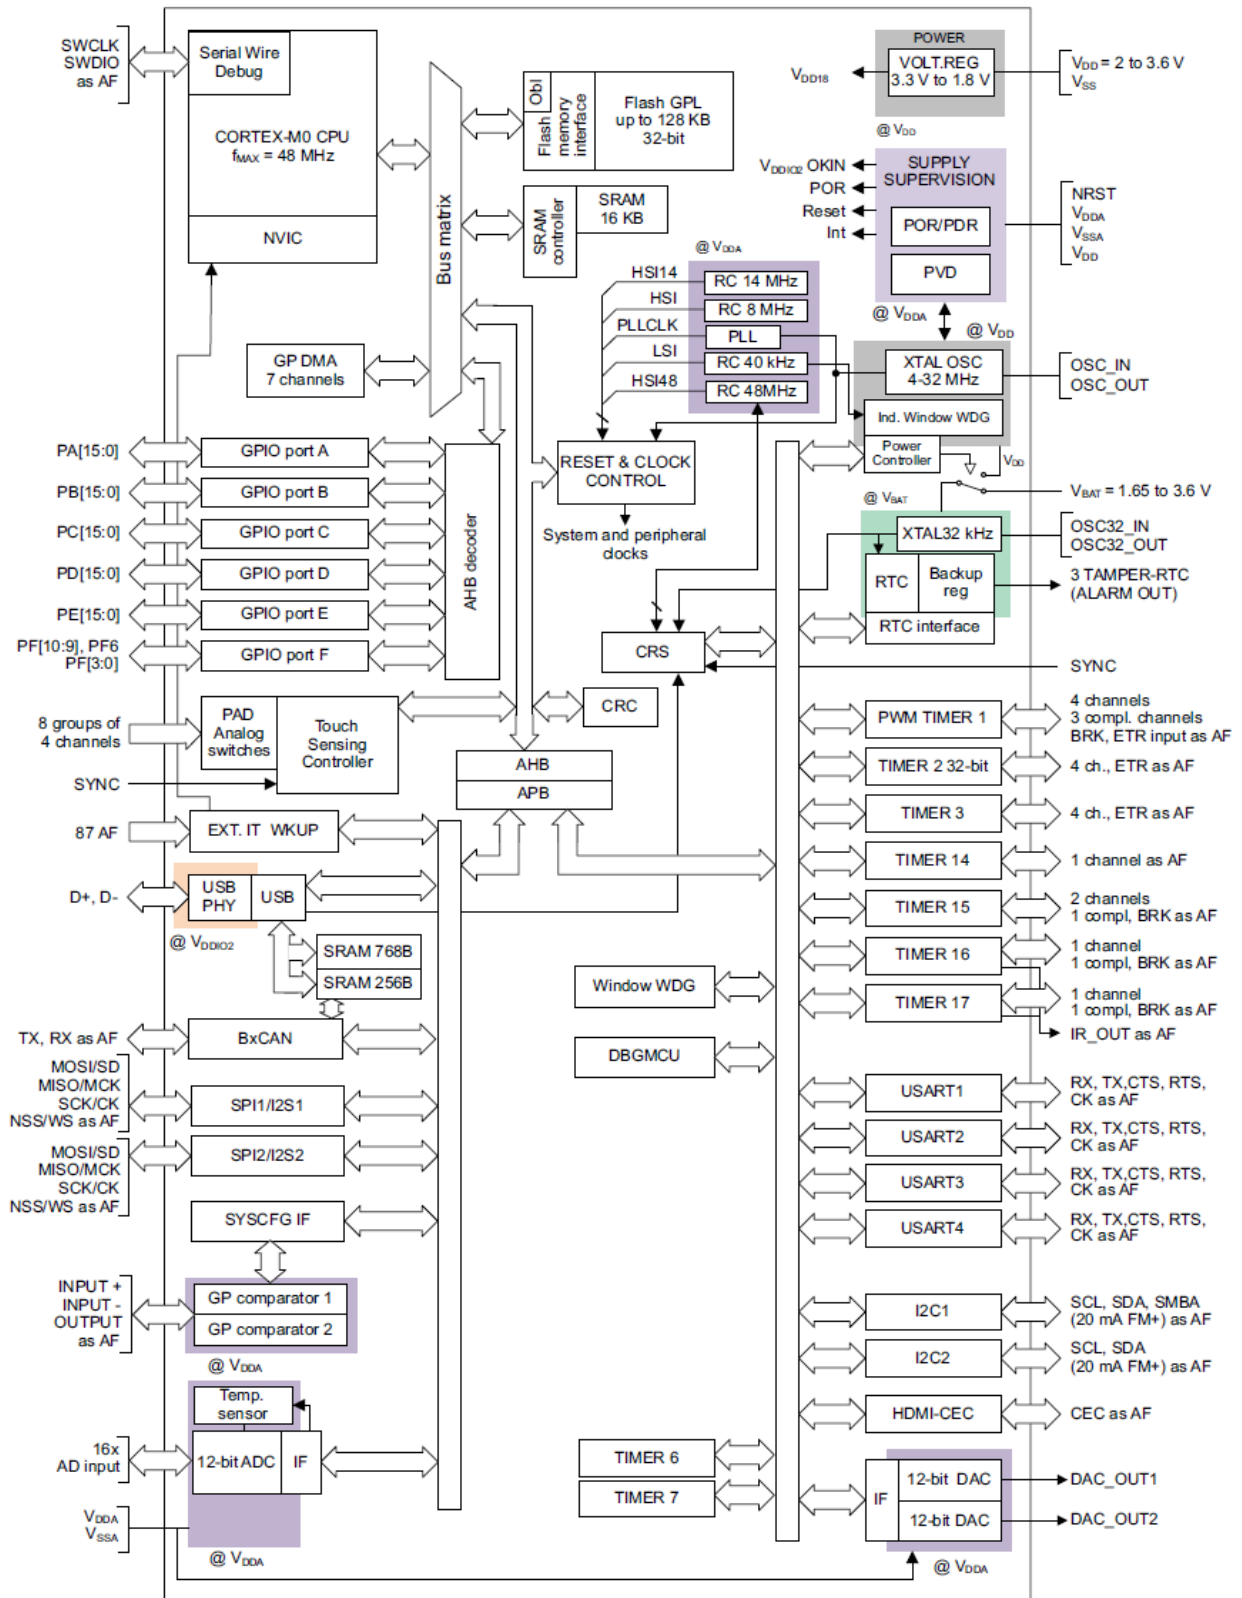 SWCLK
SWDIO
as AF
Serial Wire
Debug
CORTEX-M0 CPU
fMAX = 48 MHz
NVIC
Bus matrix
Obl
Flash
memory
interface
Flash GPL
up to 128 KB
32-bit
SRAM
controller
SRAM
16 KB
POWER
VOLT.REG
3.3 V to 1.8 V
VDD18
VDD = 2 to 3.6 V
VSS
@ VDD
SUPPLY
SUPERVISION
VDDIO2 OKIN
POR
Reset
Int
POR/PDR
PVD
NRST
VDDA
VSSA
VDD
@ VDDA
@ VDD
@ VDDA
HSI14
HSI
PLLCLK
LSI
HSI48
RC 14 MHz
RC 8 MHz
PLL
RC 40 kHz
RC 48MHz
XTAL OSC
4-32 MHz
OSC_IN
OSC_OUT
Ind. Window WDG
Power
Controller
VDD
@ VBAT
VBAT = 1.65 to 3.6 V
GP DMA
7 channels
RESET & CLOCK
CONTROL
System and peripheral
clocks
XTAL32 kHz
OSC32_IN
OSC32_OUT
RTC
Backup
reg
3 TAMPER-RTC
(ALARM OUT)
RTC interface
CRS
SYNC
PA[15:0]
GPIO port A
PB[15:0]
GPIO port B
PC[15:0]
GPIO port C
PD[15:0]
GPIO port D
PE[15:0]
GPIO port E
PF[10:9], PF6
PF[3:0]
GPIO port F
AHB decoder
8 groups of
4 channels
PAD
Analog
switches
Touch
Sensing
Controller
SYNC
CRC
AHB
APB
87 AF
EXT. IT WKUP
D+, D-
USB
PHY
USB
@ VDDIO2
SRAM 768B
SRAM 256B
TX, RX as AF
BxCAN
MOSI/SD
MISO/MCK
SCK/CK
NSS/WS as AF
SPI1/I2S1
MOSI/SD
MISO/MCK
SCK/CK
NSS/WS as AF
SPI2/I2S2
SYSCFG IF
INPUT +
INPUT -
OUTPUT
as AF
GP comparator 1
GP comparator 2
@ VDDA
Temp.
sensor
16x
AD input
12-bit ADC
IF
VDDA
VSSA
@ VDDA
Window WDG
DBGMCU
TIMER 6
TIMER 7
PWM TIMER 1
4 channels
3 compl. channels
BRK, ETR input as AF
TIMER 2 32-bit
4 ch., ETR as AF
TIMER 3
4 ch., ETR as AF
TIMER 14
1 channel as AF
TIMER 15
2 channels
1 compl, BRK as AF
TIMER 16
1 channel
1 compl, BRK as AF
TIMER 17
1 channel
1 compl, BRK as AF
IR_OUT as AF
USART1
RX, TX,CTS, RTS,
CK as AF
USART2
RX, TX,CTS, RTS,
CK as AF
USART3
RX, TX,CTS, RTS,
CK as AF
USART4
RX, TX,CTS, RTS,
CK as AF
I2C1
SCL, SDA, SMBA
(20 mA FM+) as AF
I2C2
SCL, SDA
(20 mA FM+) as AF
HDMI-CEC
CEC as AF
IF
12-bit DAC
DAC_OUT1
12-bit DAC
DAC_OUT2
@ VDDA